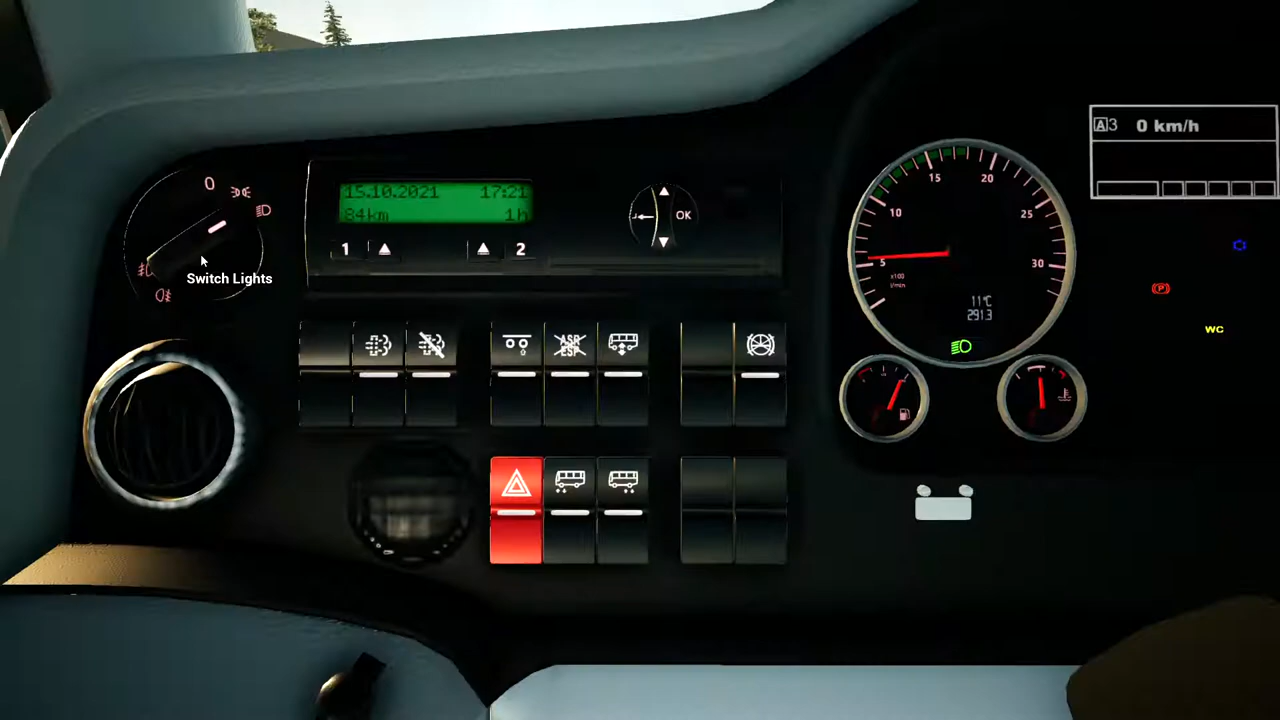 0
Switch Lights
15.10.2021 17:21
84km 1h
1 2
OK
ASR
ESP
5 10 15 20 25 30
x100
l/min
11°C
291.3
A3 0 km/h
P
WC